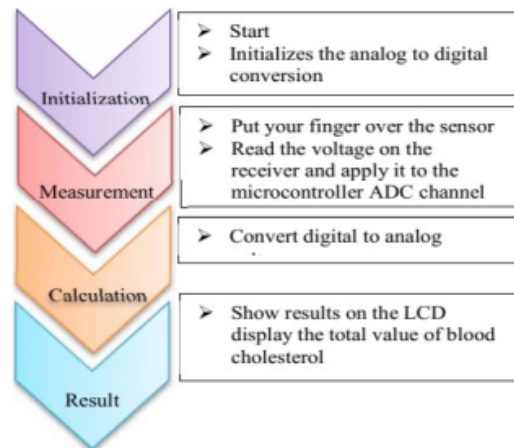 Initialization
➤ Start
➤ Initializes the analog to digital
conversion
Measurement
➤ Put your finger over the sensor
➤ Read the voltage on the
receiver and apply it to the
microcontroller ADC channel
Calculation
➤ Convert digital to analog
Result
➤ Show results on the LCD
display the total value of blood
cholesterol